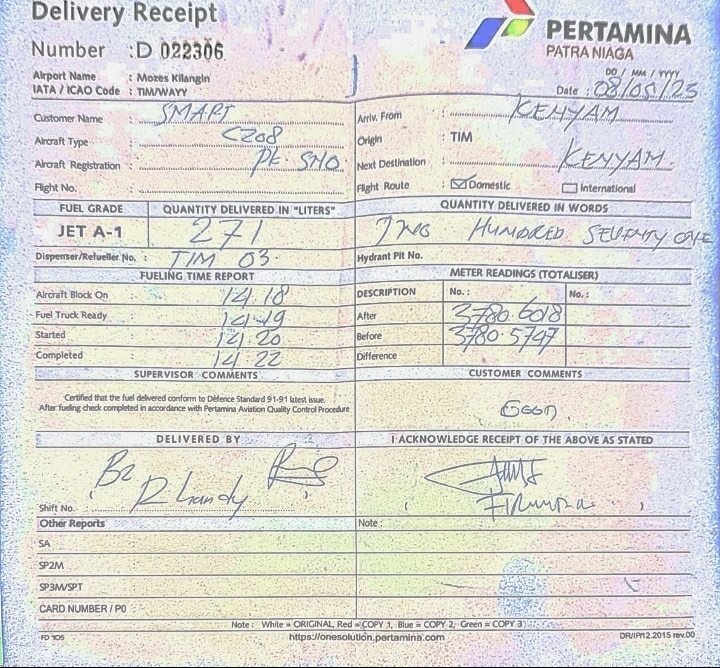 Delivery Receipt
Number : D 022306
PERTAMINA
PATRA NIAGA
Airport Name : Mozes Kilangin
IATA / ICAO Code : TIM/WAYY
DD / MM / YYYY
Date : 08/05/23
Customer Name : SMART
Arriv. From : KENYAM
Aircraft Type : C208
Origin : TIM
Aircraft Registration : PK-SNO
Next Destination : KENYAM.
Flight No. :
Flight Route : Domestic International
FUEL GRADE
QUANTITY DELIVERED IN "LITERS"
QUANTITY DELIVERED IN WORDS
JET A-1
271
Two HUNDRED SEVENTY ONE
Dispenser/Refueller No. : TIM 03.
Hydrant Pit No.
FUELING TIME REPORT
METER READINGS (TOTALISER)
Aircraft Block On : 14.18
DESCRIPTION No. : No. :
Fuel Truck Ready : 14.19
After 3780.6018
Started : 14 20
Before 3780.5747
Completed : 14 22
Difference
SUPERVISOR COMMENTS
CUSTOMER COMMENTS
Certified that the fuel delivered conform to Defence Standard 91-91 latest issue.
After fueling check completed in accordance with Pertamina Aviation Quality Control Procedure
GOOD.
DELIVERED BY
I ACKNOWLEDGE RECEIPT OF THE ABOVE AS STATED
Shift No.
Other Reports
Note :
SA :
SP2M :
SP3M/SPT :
CARD NUMBER / PO :
Note : White = ORIGINAL, Red = COPY 1, Blue = COPY 2, Green = COPY 3
FD 105
https://onesolution.pertamina.com
DR/IP/12.2015 rev.00